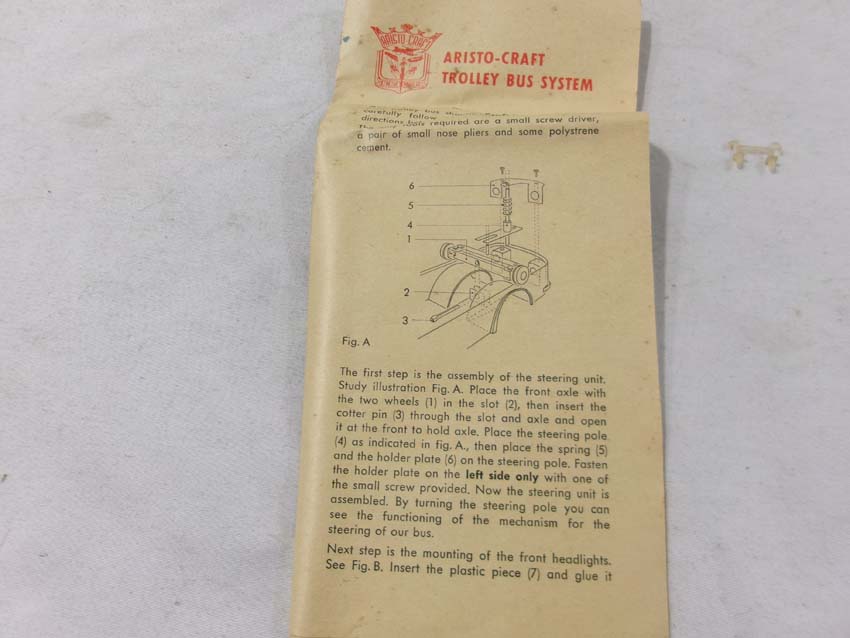 ARISTO CRAFT
ARISTO-CRAFT
TROLLEY BUS SYSTEM
carefully follow
directions. required are a small screw driver,
a pair of small nose pliers and some polystrene
cement.
6
5
4
1
2
3
Fig. A
The first step is the assembly of the steering unit.
Study illustration Fig. A. Place the front axle with
the two wheels (1) in the slot (2), then insert the
cotter pin (3) through the slot and axle and open
it at the front to hold axle. Place the steering pole
(4) as indicated in fig. A., then place the spring (5)
and the holder plate (6) on the steering pole. Fasten
the holder plate on the left side only with one of
the small screw provided. Now the steering unit is
assembled. By turning the steering pole you can
see the functioning of the mechanism for the
steering of our bus.
Next step is the mounting of the front headlights.
See Fig. B. Insert the plastic piece (7) and glue it